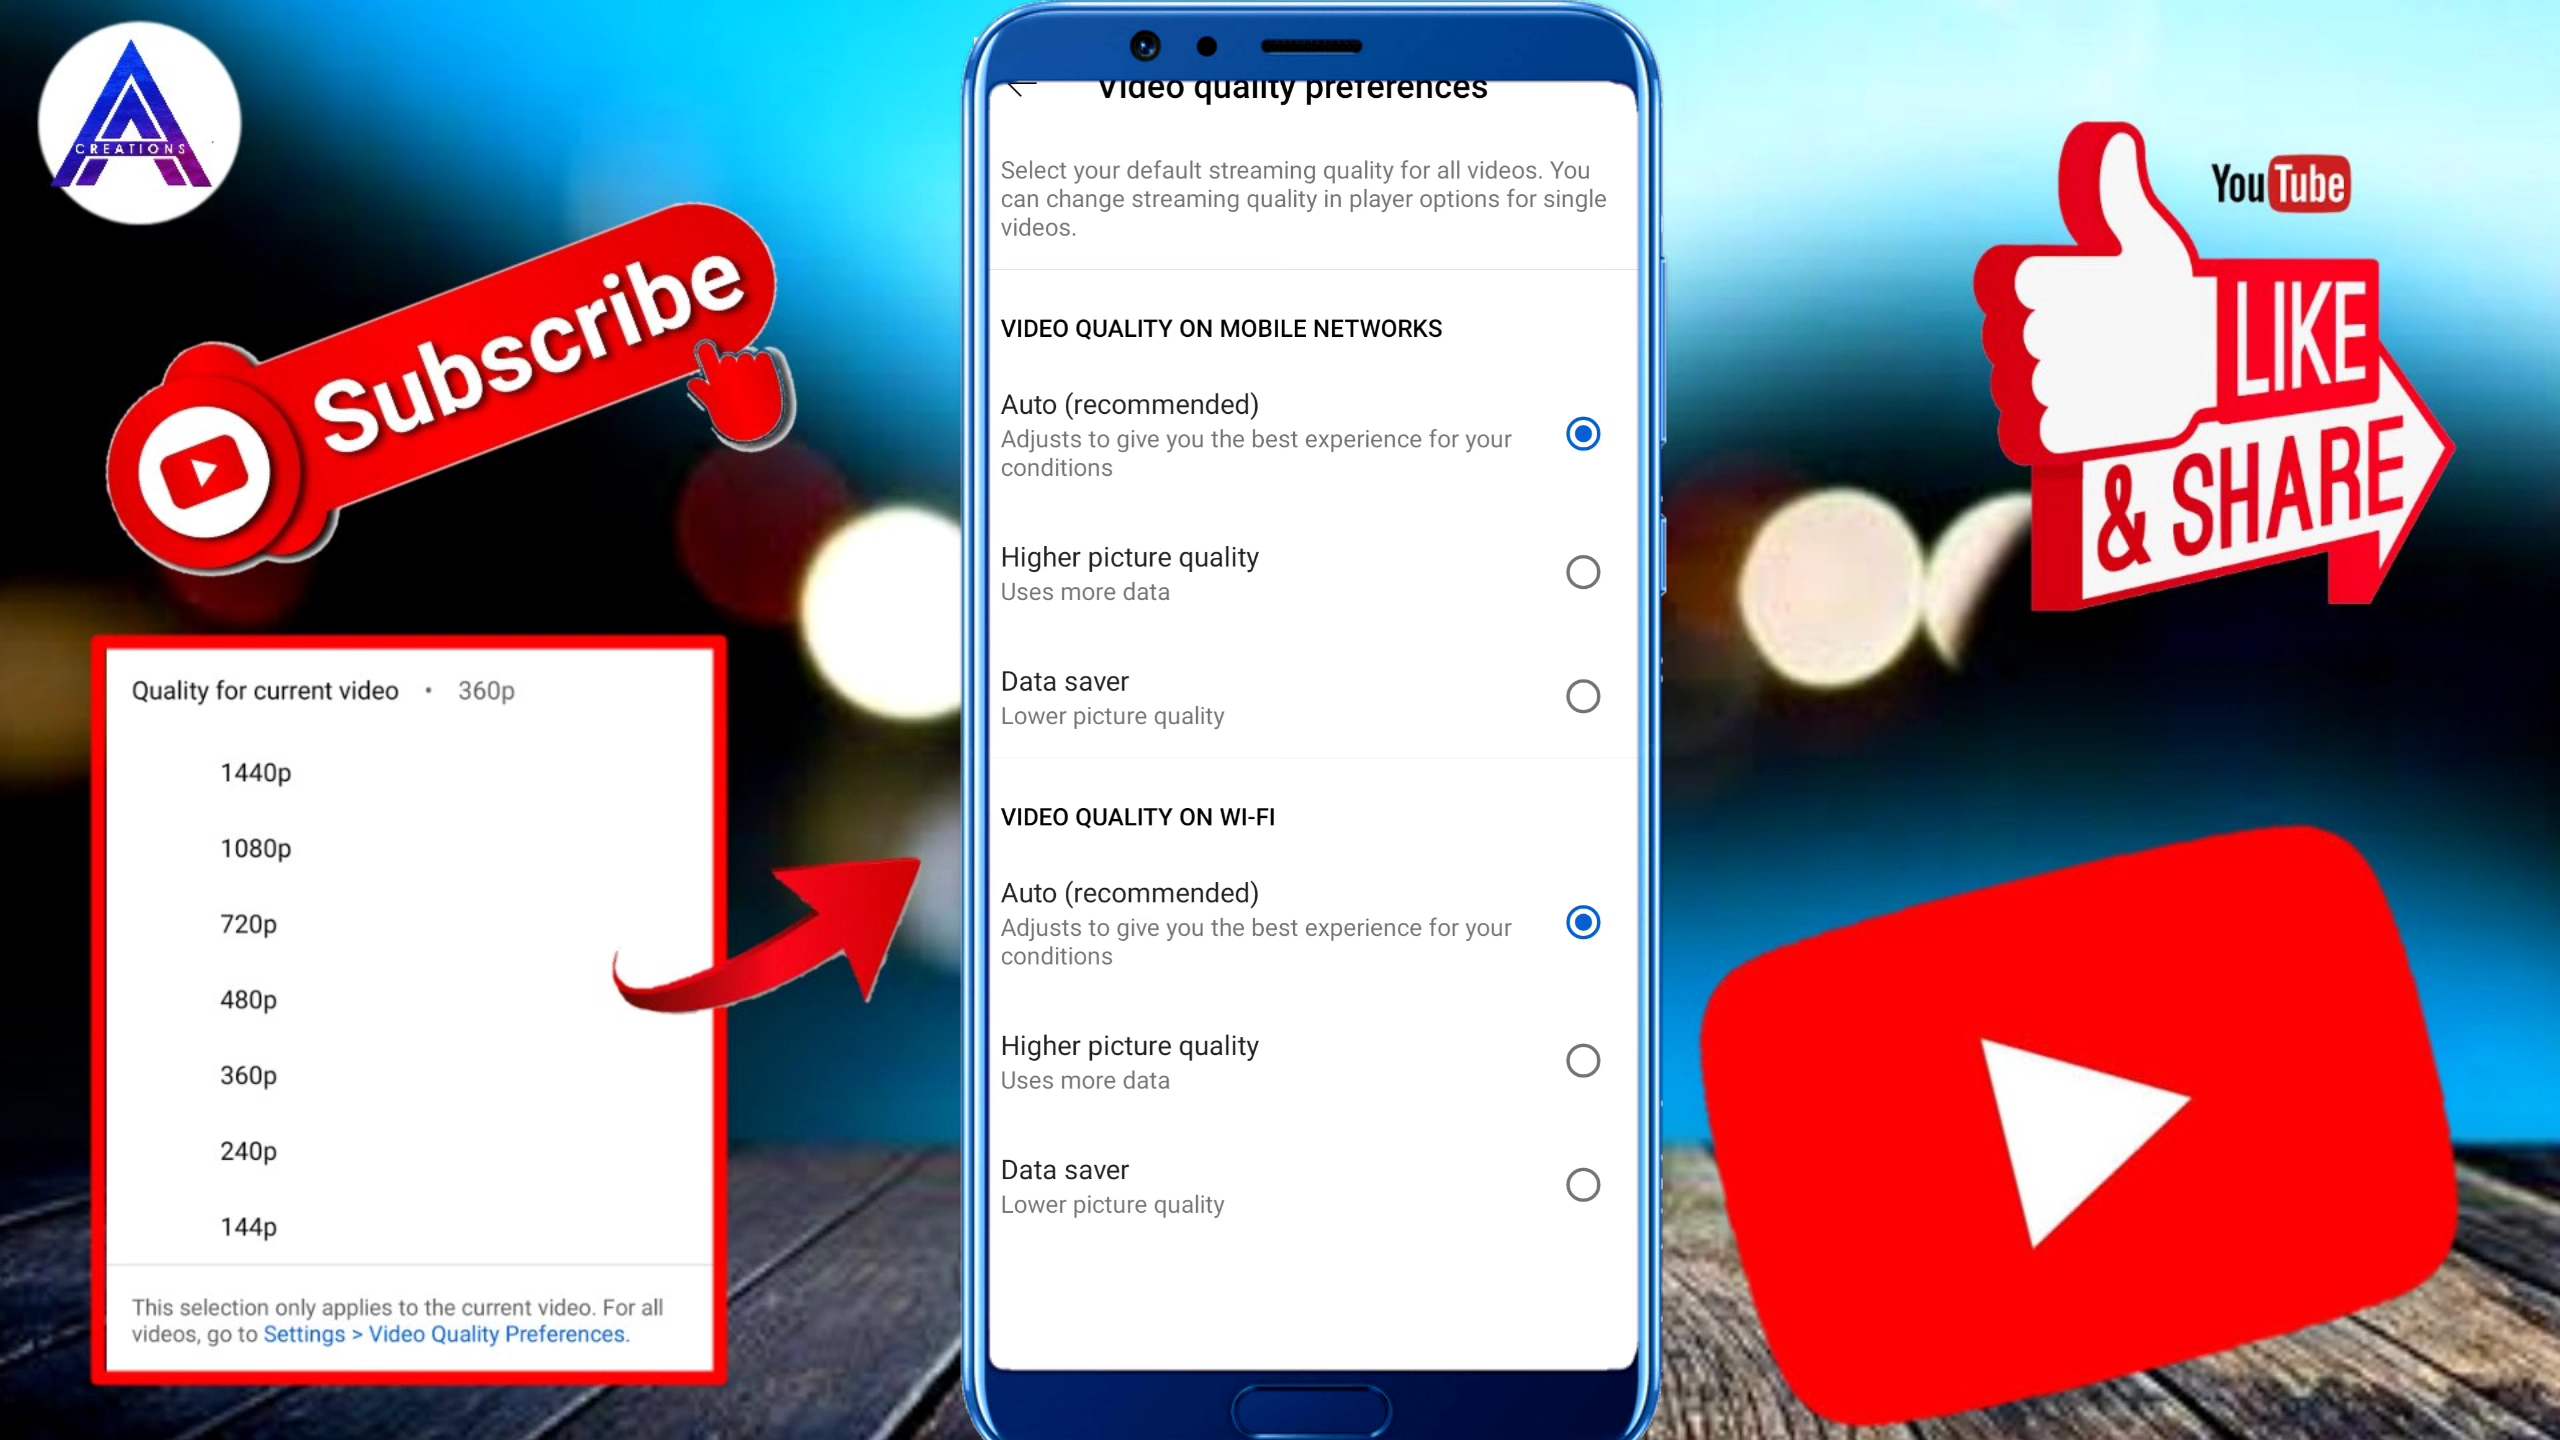 CREATIONS
Subscribe
Quality for current video • 360p
1440p
1080p
720p
480p
360p
240p
144p
This selection only applies to the current video. For all
videos, go to Settings > Video Quality Preferences.
Video quality preferences
Select your default streaming quality for all videos. You
can change streaming quality in player options for single
videos.
VIDEO QUALITY ON MOBILE NETWORKS
Auto (recommended)
Adjusts to give you the best experience for your
conditions
Higher picture quality
Uses more data
Data saver
Lower picture quality
VIDEO QUALITY ON WI-FI
Auto (recommended)
Adjusts to give you the best experience for your
conditions
Higher picture quality
Uses more data
Data saver
Lower picture quality
YouTube
LIKE
& SHARE